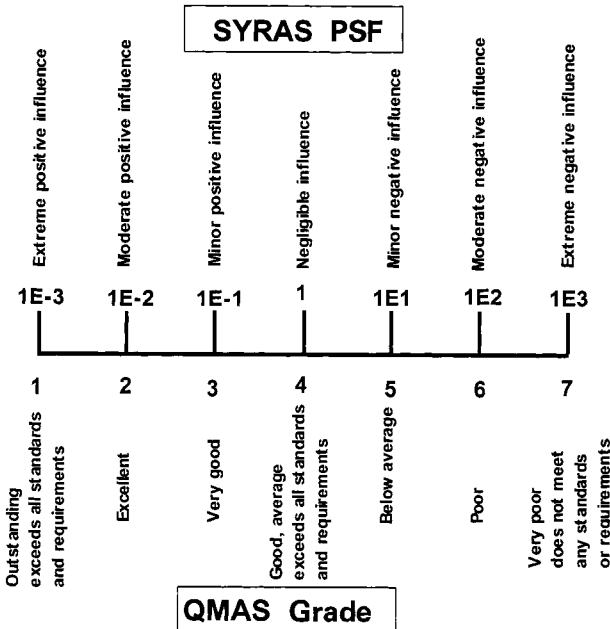 SYRAS PSF
Extreme positive influence
Moderate positive influence
Minor positive influence
Negligible influence
Minor negative influence
Moderate negative influence
Extreme negative influence
1E-3 1E-2 1E-1 1 1E1 1E2 1E3
1 2 3 4 5 6 7
Outstanding
exceeds all standards
and requirements
Excellent
Very good
Good, average
exceeds all standards
and requirements
Below average
Poor
Very poor
does not meet
any standards
or requirements
QMAS Grade